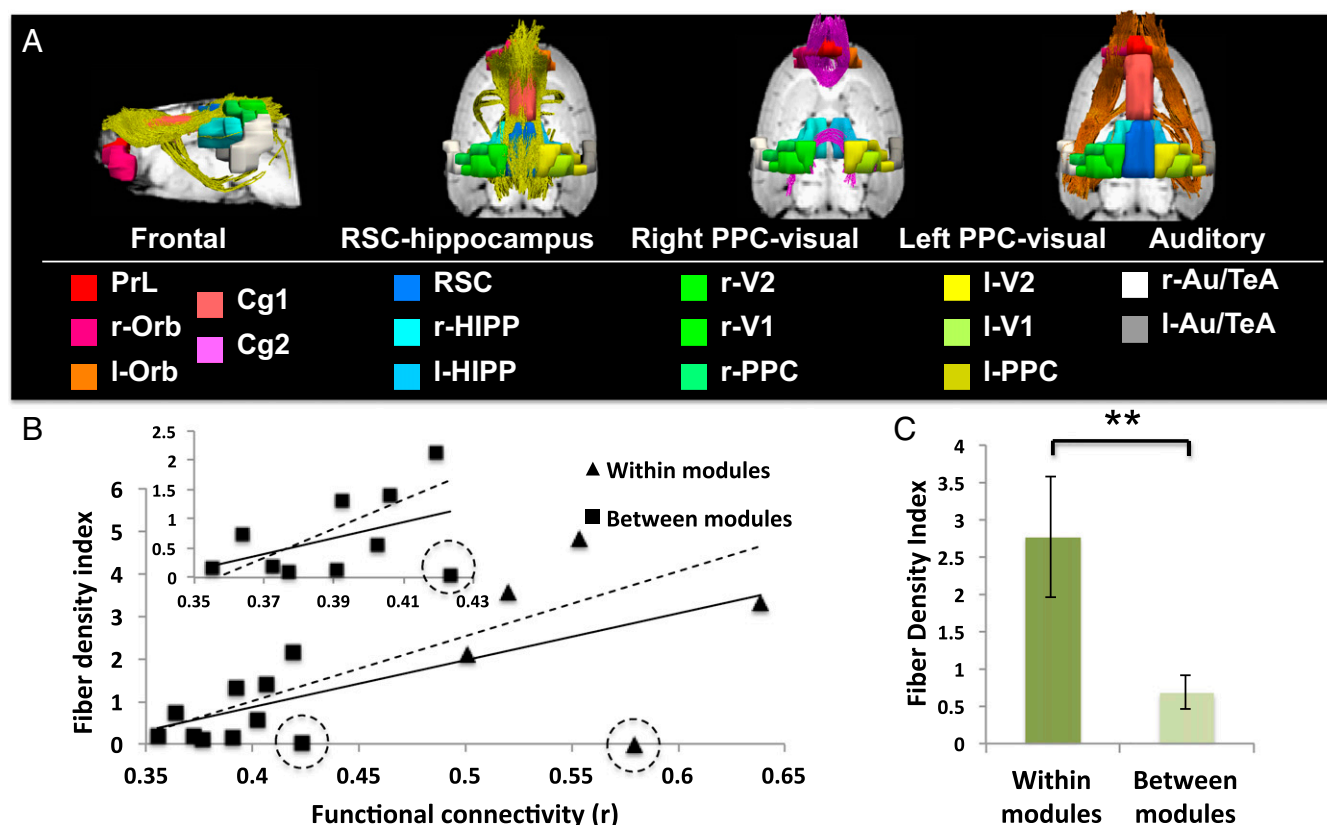 A
Frontal
RSC-hippocampus
Right PPC-visual
Left PPC-visual
Auditory
PrL
r-Orb
l-Orb
Cg1
Cg2
RSC
r-HIPP
l-HIPP
r-V2
r-V1
r-PPC
l-V2
l-V1
l-PPC
r-Au/TeA
l-Au/TeA
B
Fiber density index
6
5
4
3
2
1
0
0.35
0.4
0.45
0.5
0.55
0.6
0.65
Functional connectivity (r)
2.5
2
1.5
1
0.5
0
0.35
0.37
0.39
0.41
0.43
Within modules
Between modules
C
**
Fiber Density Index
4
3.5
3
2.5
2
1.5
1
0.5
0
Within
modules
Between
modules